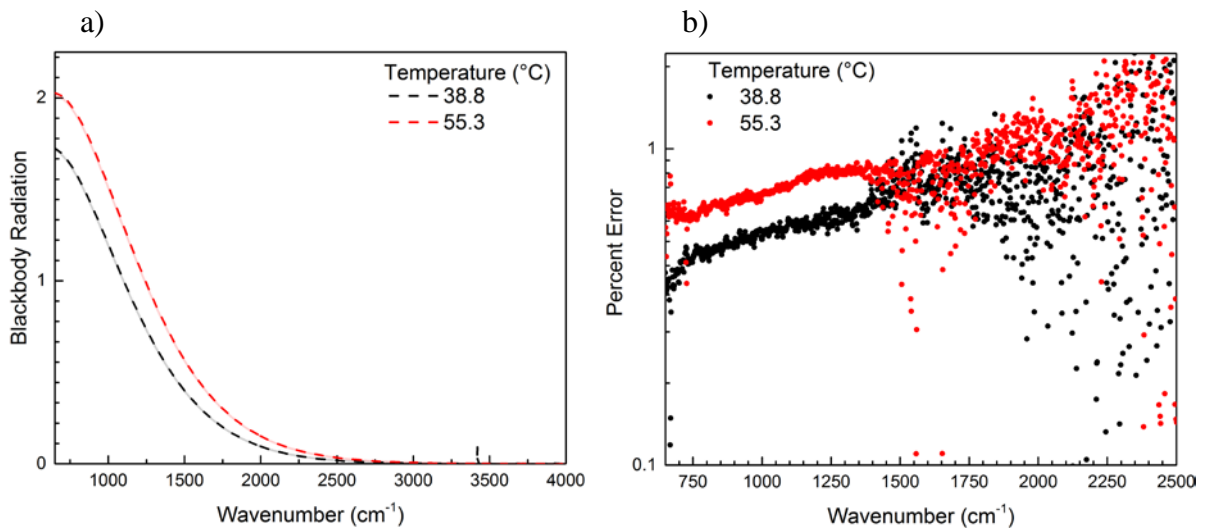 a)
b)
Temperature (°C)
38.8
55.3
Blackbody Radiation
2
1
0
1000 1500 2000 2500 3000 3500 4000
Wavenumber (cm-1)
Temperature (°C)
38.8
55.3
Percent Error
1
0.1
750 1000 1250 1500 1750 2000 2250 2500
Wavenumber (cm-1)